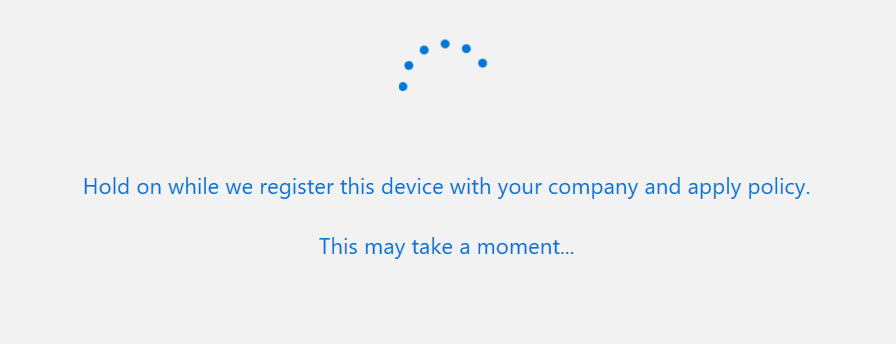 Hold on while we register this device with your company and apply policy.
This may take a moment...